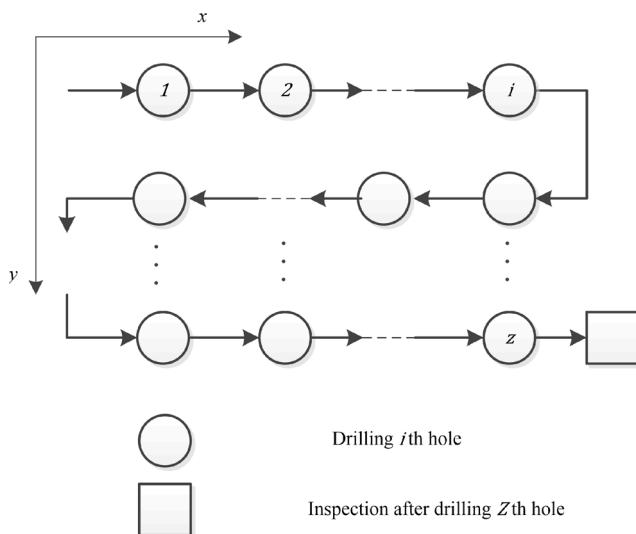 x
1 2 i
y
z
Drilling ith hole
Inspection after drilling Zth hole